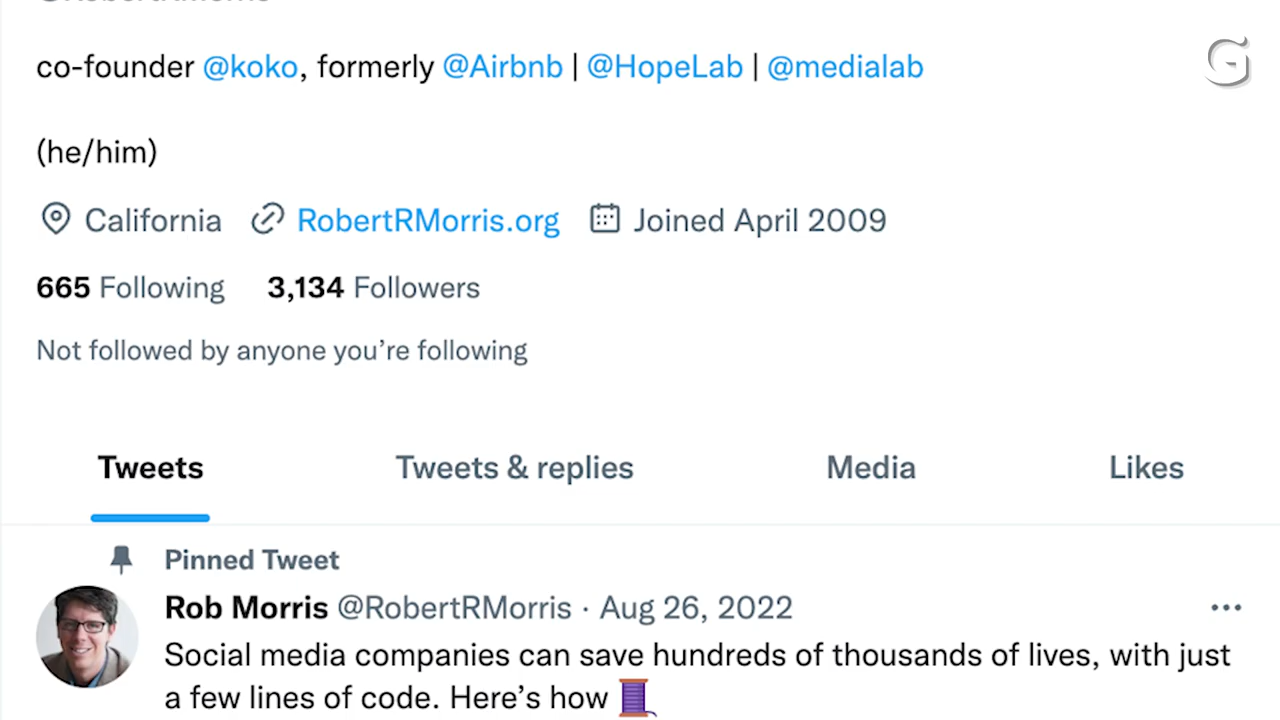 co-founder @koko, formerly @Airbnb | @HopeLab | @medialab
(he/him)
California RobertRMorris.org Joined April 2009
665 Following 3,134 Followers
Not followed by anyone you’re following
Tweets Tweets & replies Media Likes
Pinned Tweet
Rob Morris @RobertRMorris · Aug 26, 2022
Social media companies can save hundreds of thousands of lives, with just
a few lines of code. Here’s how 🧵